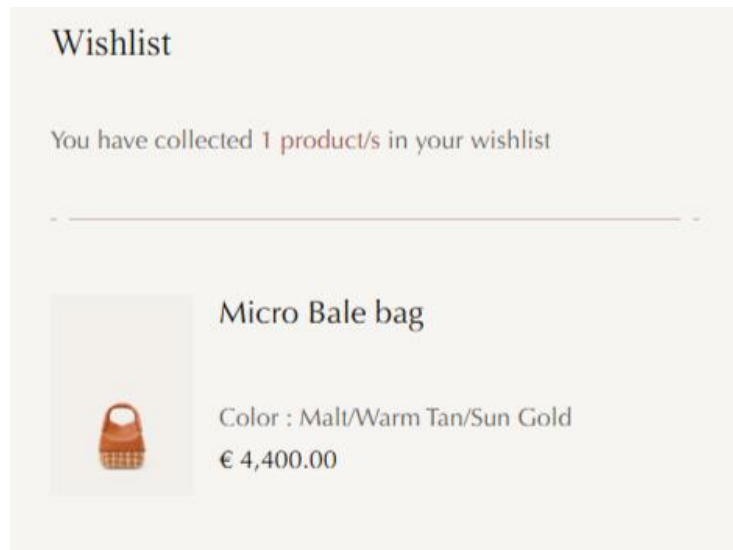 Wishlist
You have collected 1 product/s in your wishlist
Micro Bale bag
Color : Malt/Warm Tan/Sun Gold
€ 4,400.00